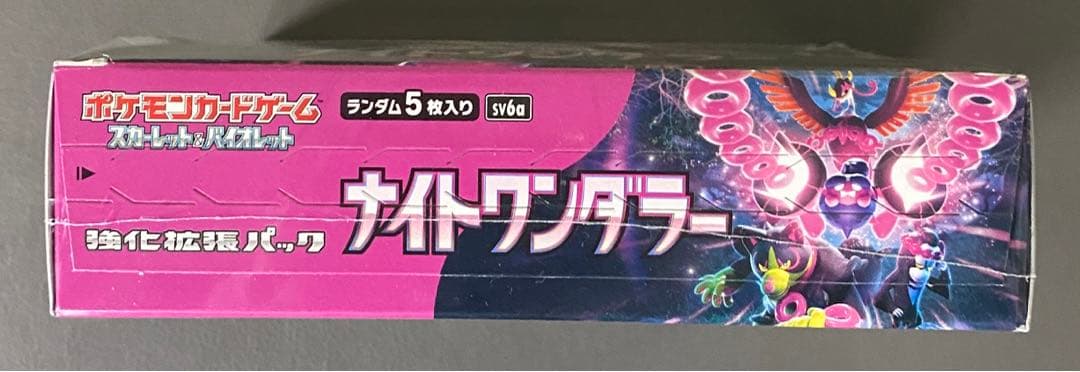 ポケモンカードゲーム
スカーレット&バイオレット
ランダム5枚入り
sv6a
ナイトワンダラー
強化拡張パック